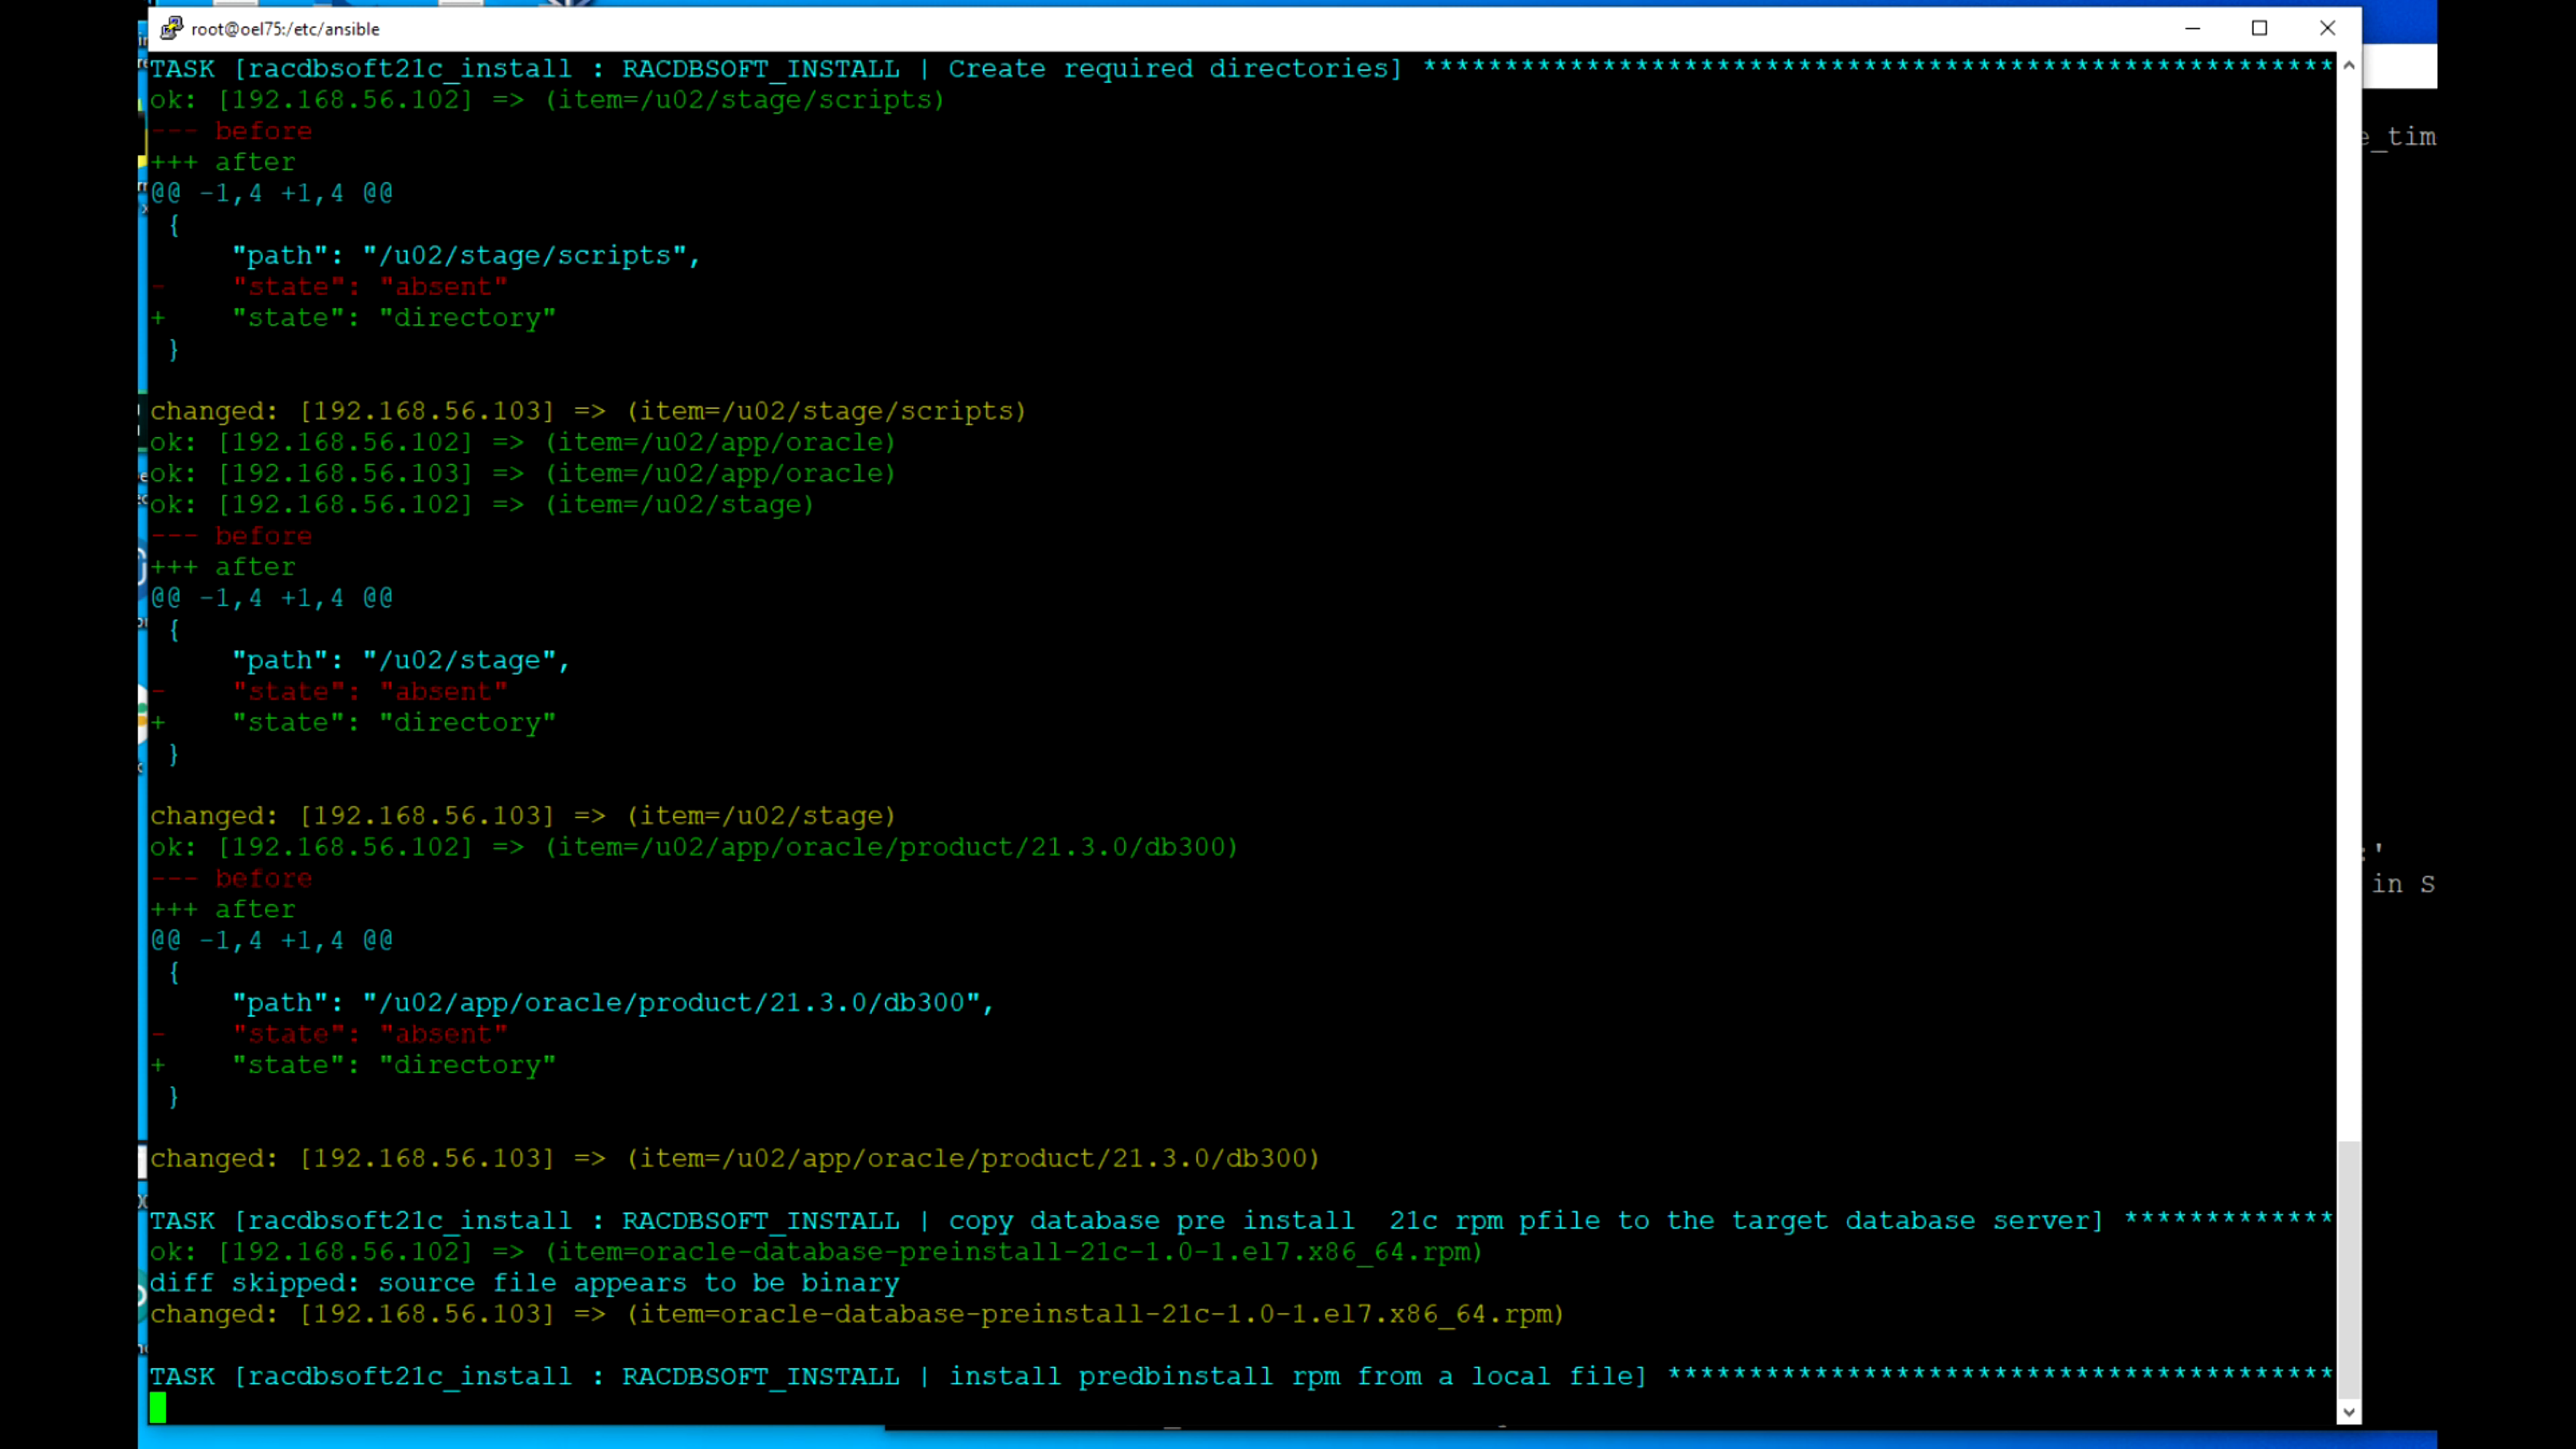 root@oel75:/etc/ansible
TASK [racdbsoft21c_install : RACDBSOFT_INSTALL | Create required directories] ********************************************************
ok: [192.168.56.102] => (item=/u02/stage/scripts)
--- before
+++ after
@@ -1,4 +1,4 @@
 {
     "path": "/u02/stage/scripts",
-    "state": "absent"
+    "state": "directory"
 }
changed: [192.168.56.103] => (item=/u02/stage/scripts)
ok: [192.168.56.102] => (item=/u02/app/oracle)
ok: [192.168.56.103] => (item=/u02/app/oracle)
ok: [192.168.56.102] => (item=/u02/stage)
--- before
+++ after
@@ -1,4 +1,4 @@
 {
     "path": "/u02/stage",
-    "state": "absent"
+    "state": "directory"
 }
changed: [192.168.56.103] => (item=/u02/stage)
ok: [192.168.56.102] => (item=/u02/app/oracle/product/21.3.0/db300)
--- before
+++ after
@@ -1,4 +1,4 @@
 {
     "path": "/u02/app/oracle/product/21.3.0/db300",
-    "state": "absent"
+    "state": "directory"
 }
changed: [192.168.56.103] => (item=/u02/app/oracle/product/21.3.0/db300)
TASK [racdbsoft21c_install : RACDBSOFT_INSTALL | copy database pre install  21c rpm pfile to the target database server] *************
ok: [192.168.56.102] => (item=oracle-database-preinstall-21c-1.0-1.el7.x86_64.rpm)
diff skipped: source file appears to be binary
changed: [192.168.56.103] => (item=oracle-database-preinstall-21c-1.0-1.el7.x86_64.rpm)
TASK [racdbsoft21c_install : RACDBSOFT_INSTALL | install predbinstall rpm from a local file] *****************************************
e_tim
:'
in S